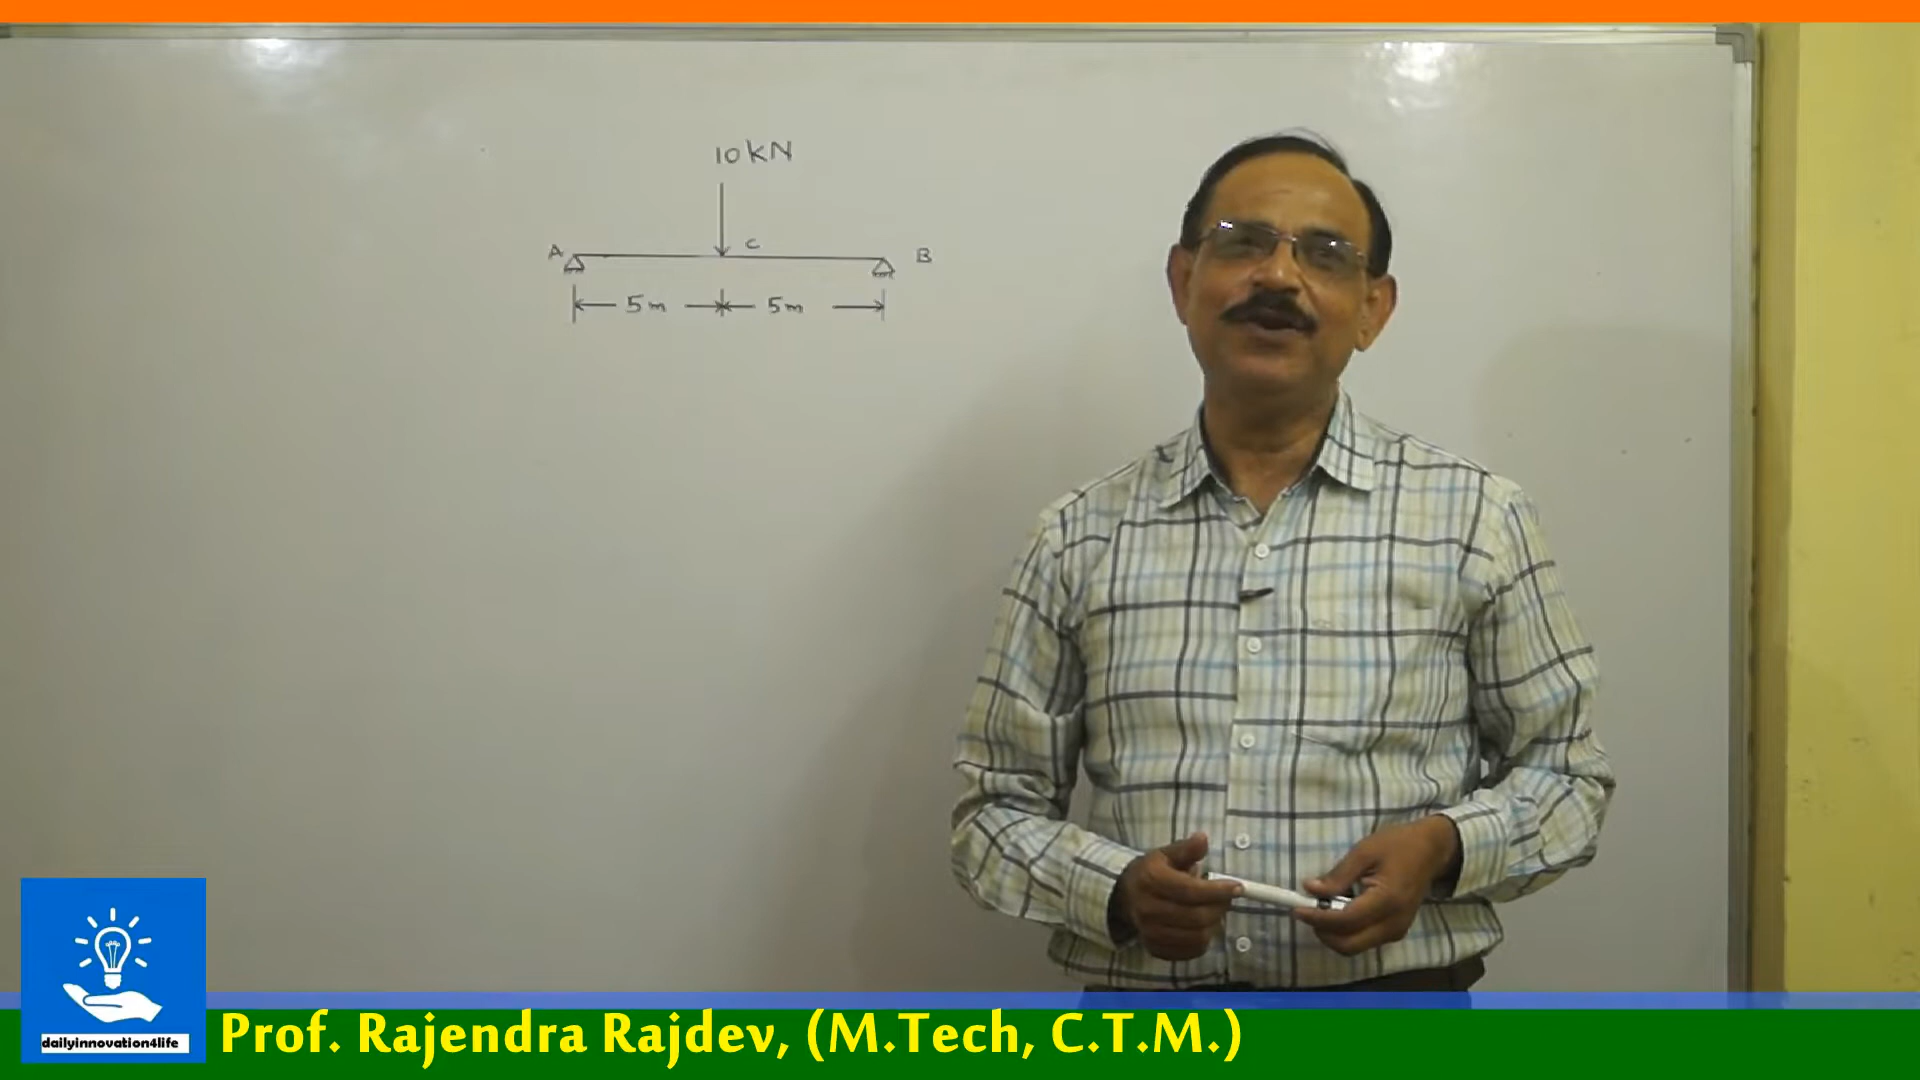 10kN
A C B
5m 5m
dailyinnovation4life
Prof. Rajendra Rajdev, (M.Tech, C.T.M.)